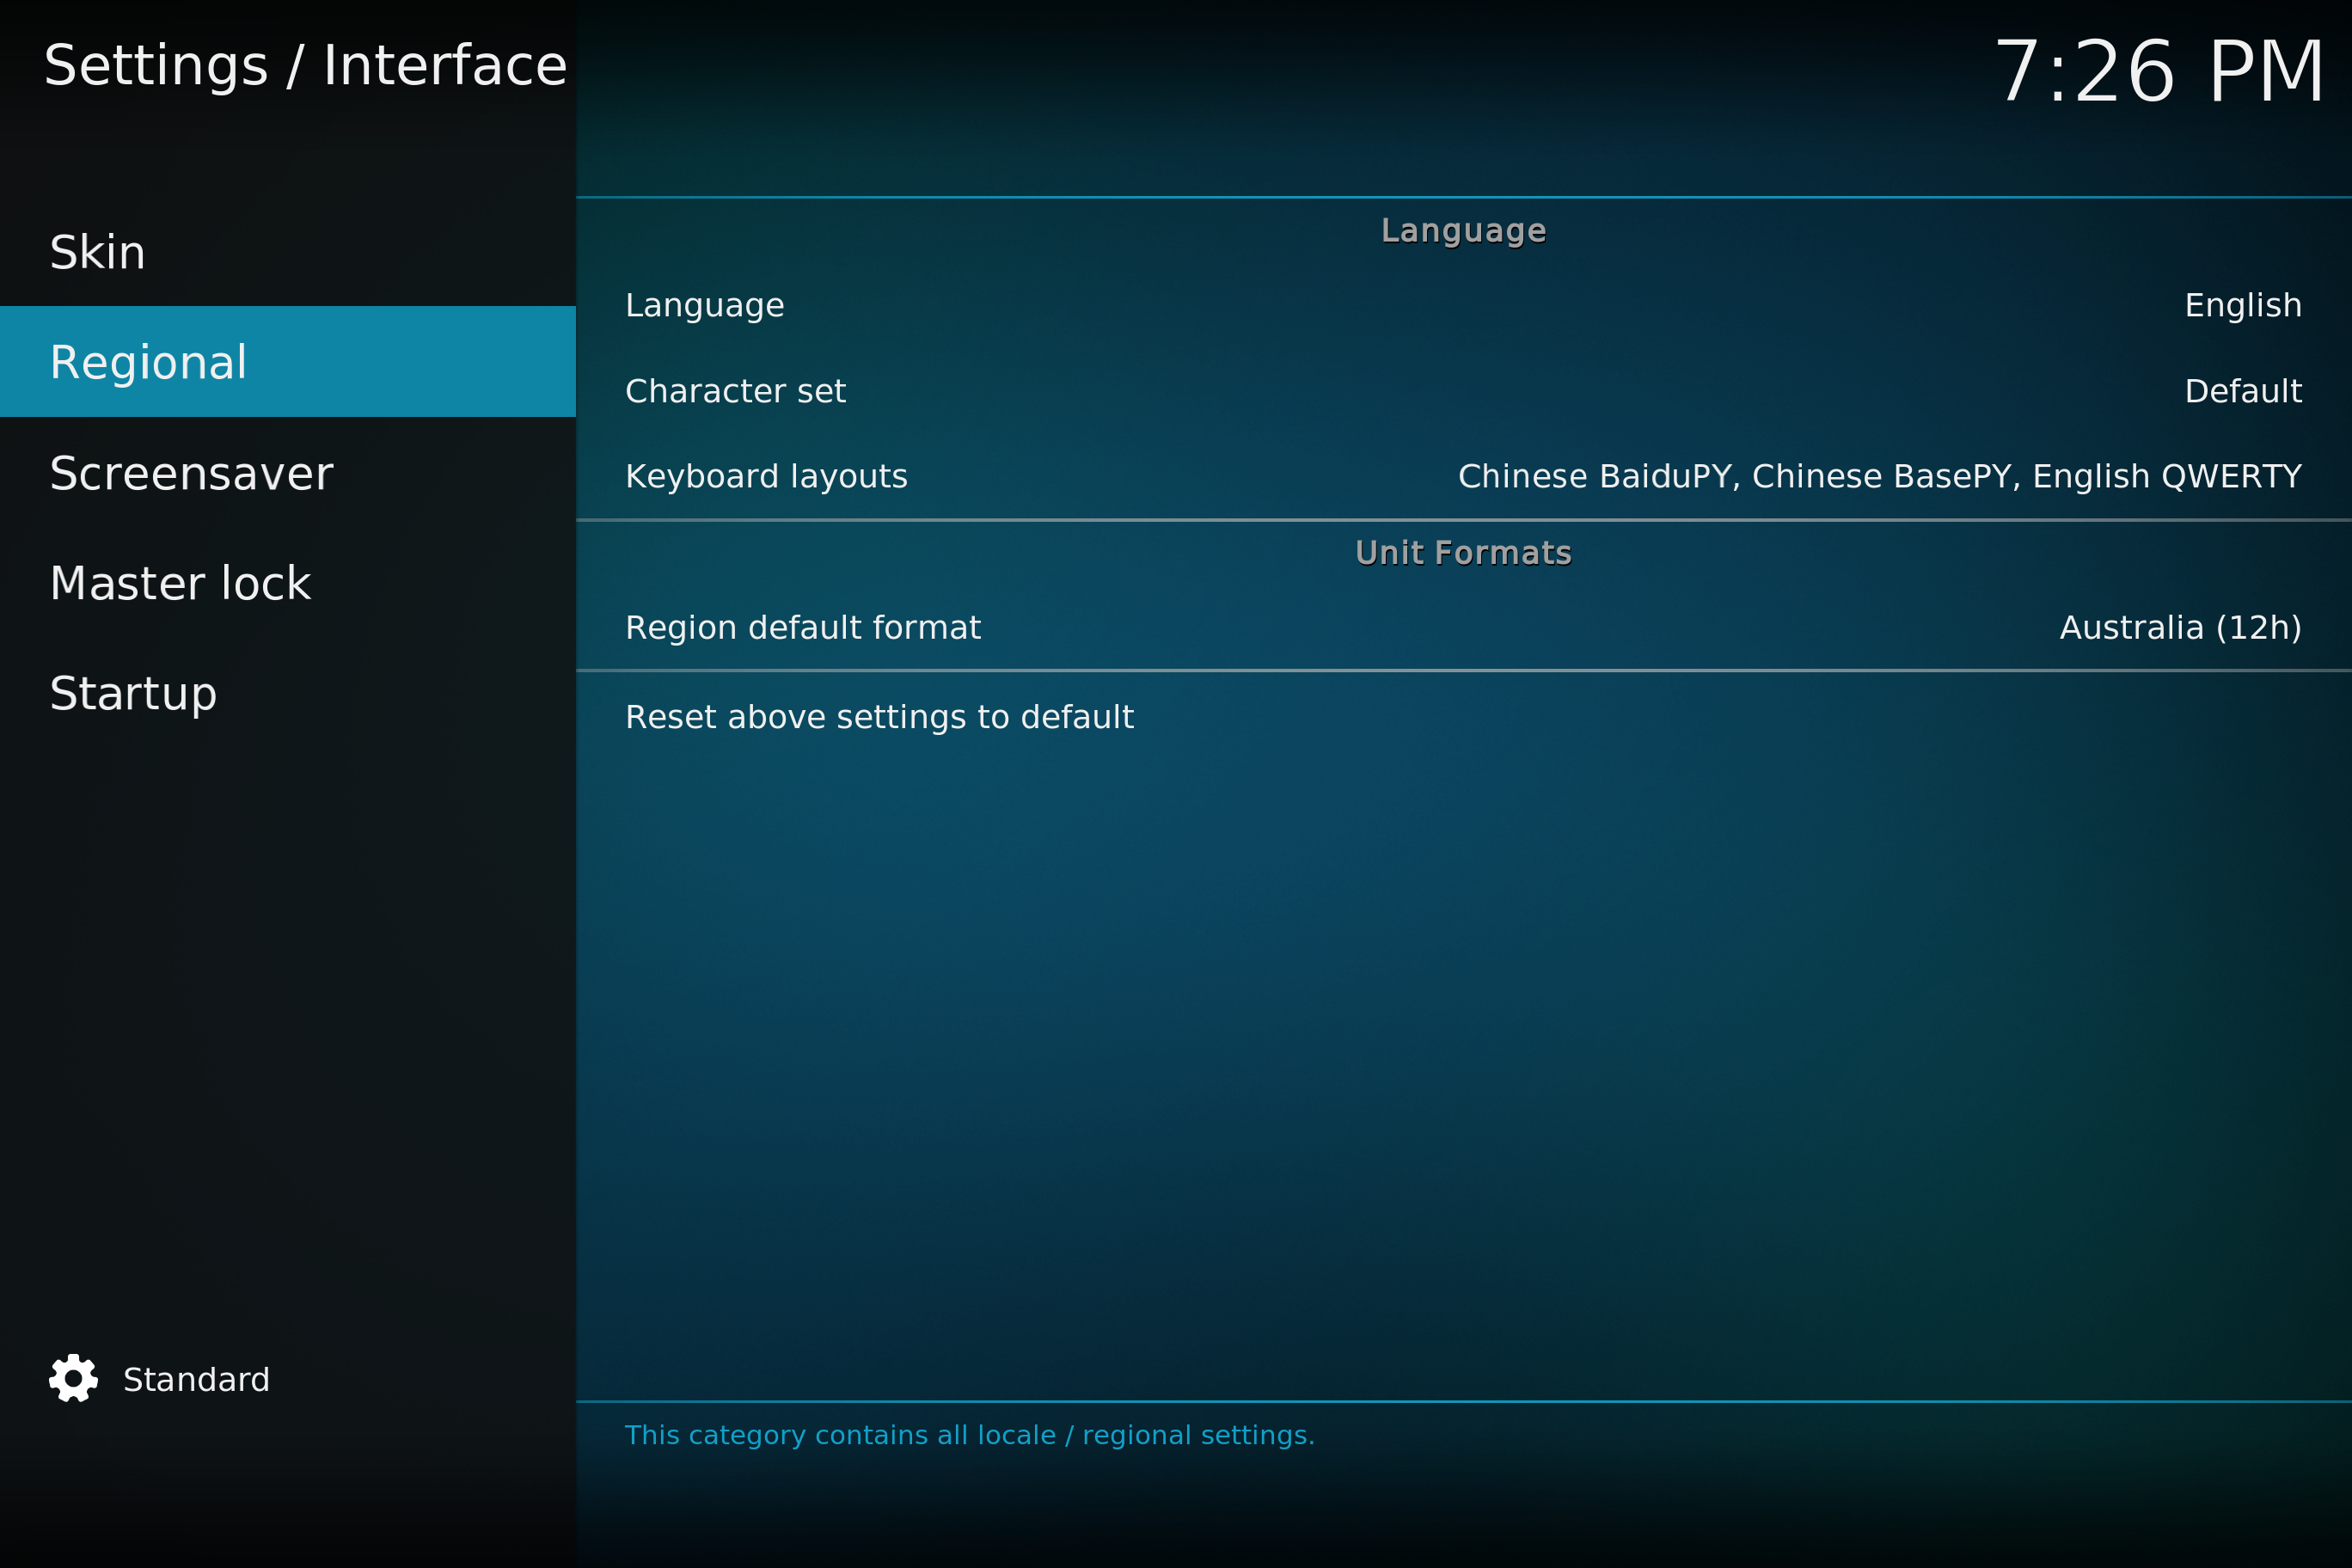 Settings / Interface
7:26 PM
Skin
Regional
Screensaver
Master lock
Startup
Standard
Language
Language English
Character set Default
Keyboard layouts Chinese BaiduPY, Chinese BasePY, English QWERTY
Unit Formats
Region default format Australia (12h)
Reset above settings to default
This category contains all locale / regional settings.